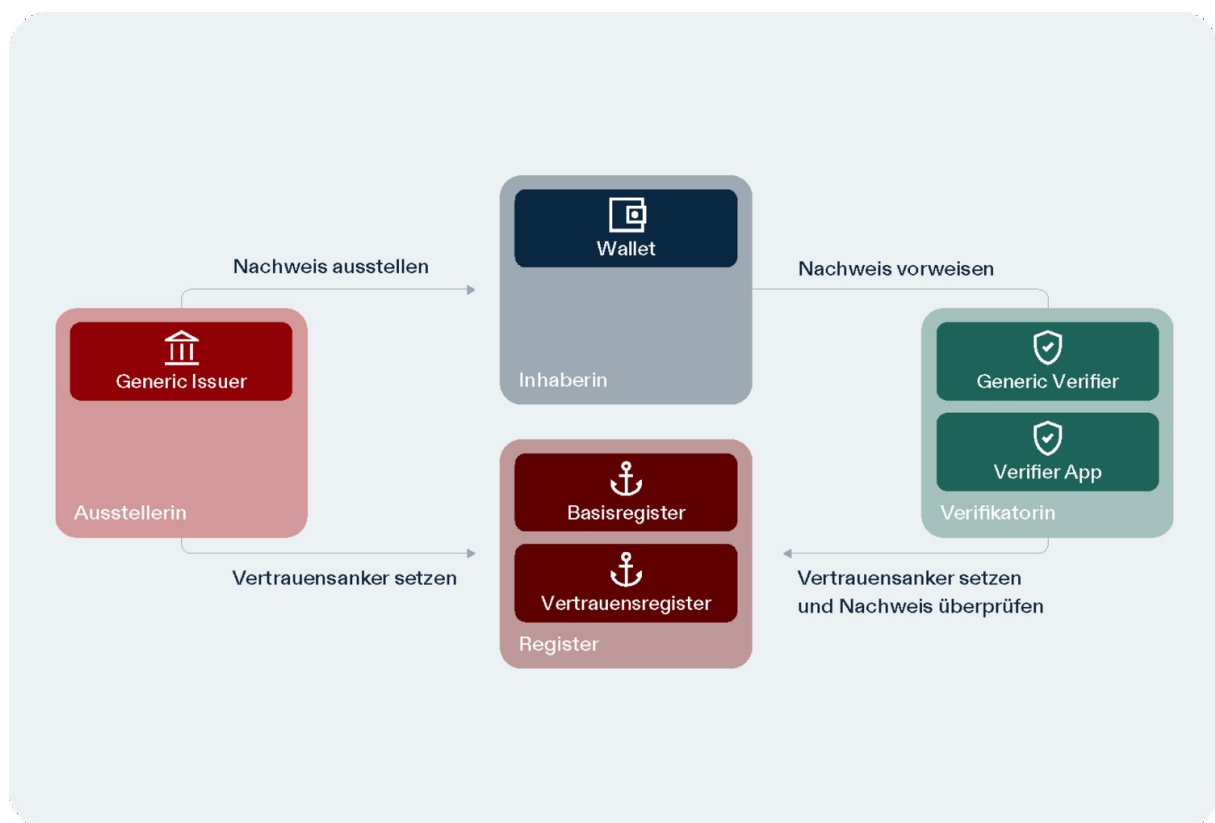 Wallet
Nachweis ausstellen
Nachweis vorweisen
Generic Issuer
Inhaberin
Generic Verifier
Verifier App
Ausstellerin
Basisregister
Verifikatorin
Vertrauensanker setzen
Vertrauensregister
Vertrauensanker setzen
und Nachweis überprüfen
Register